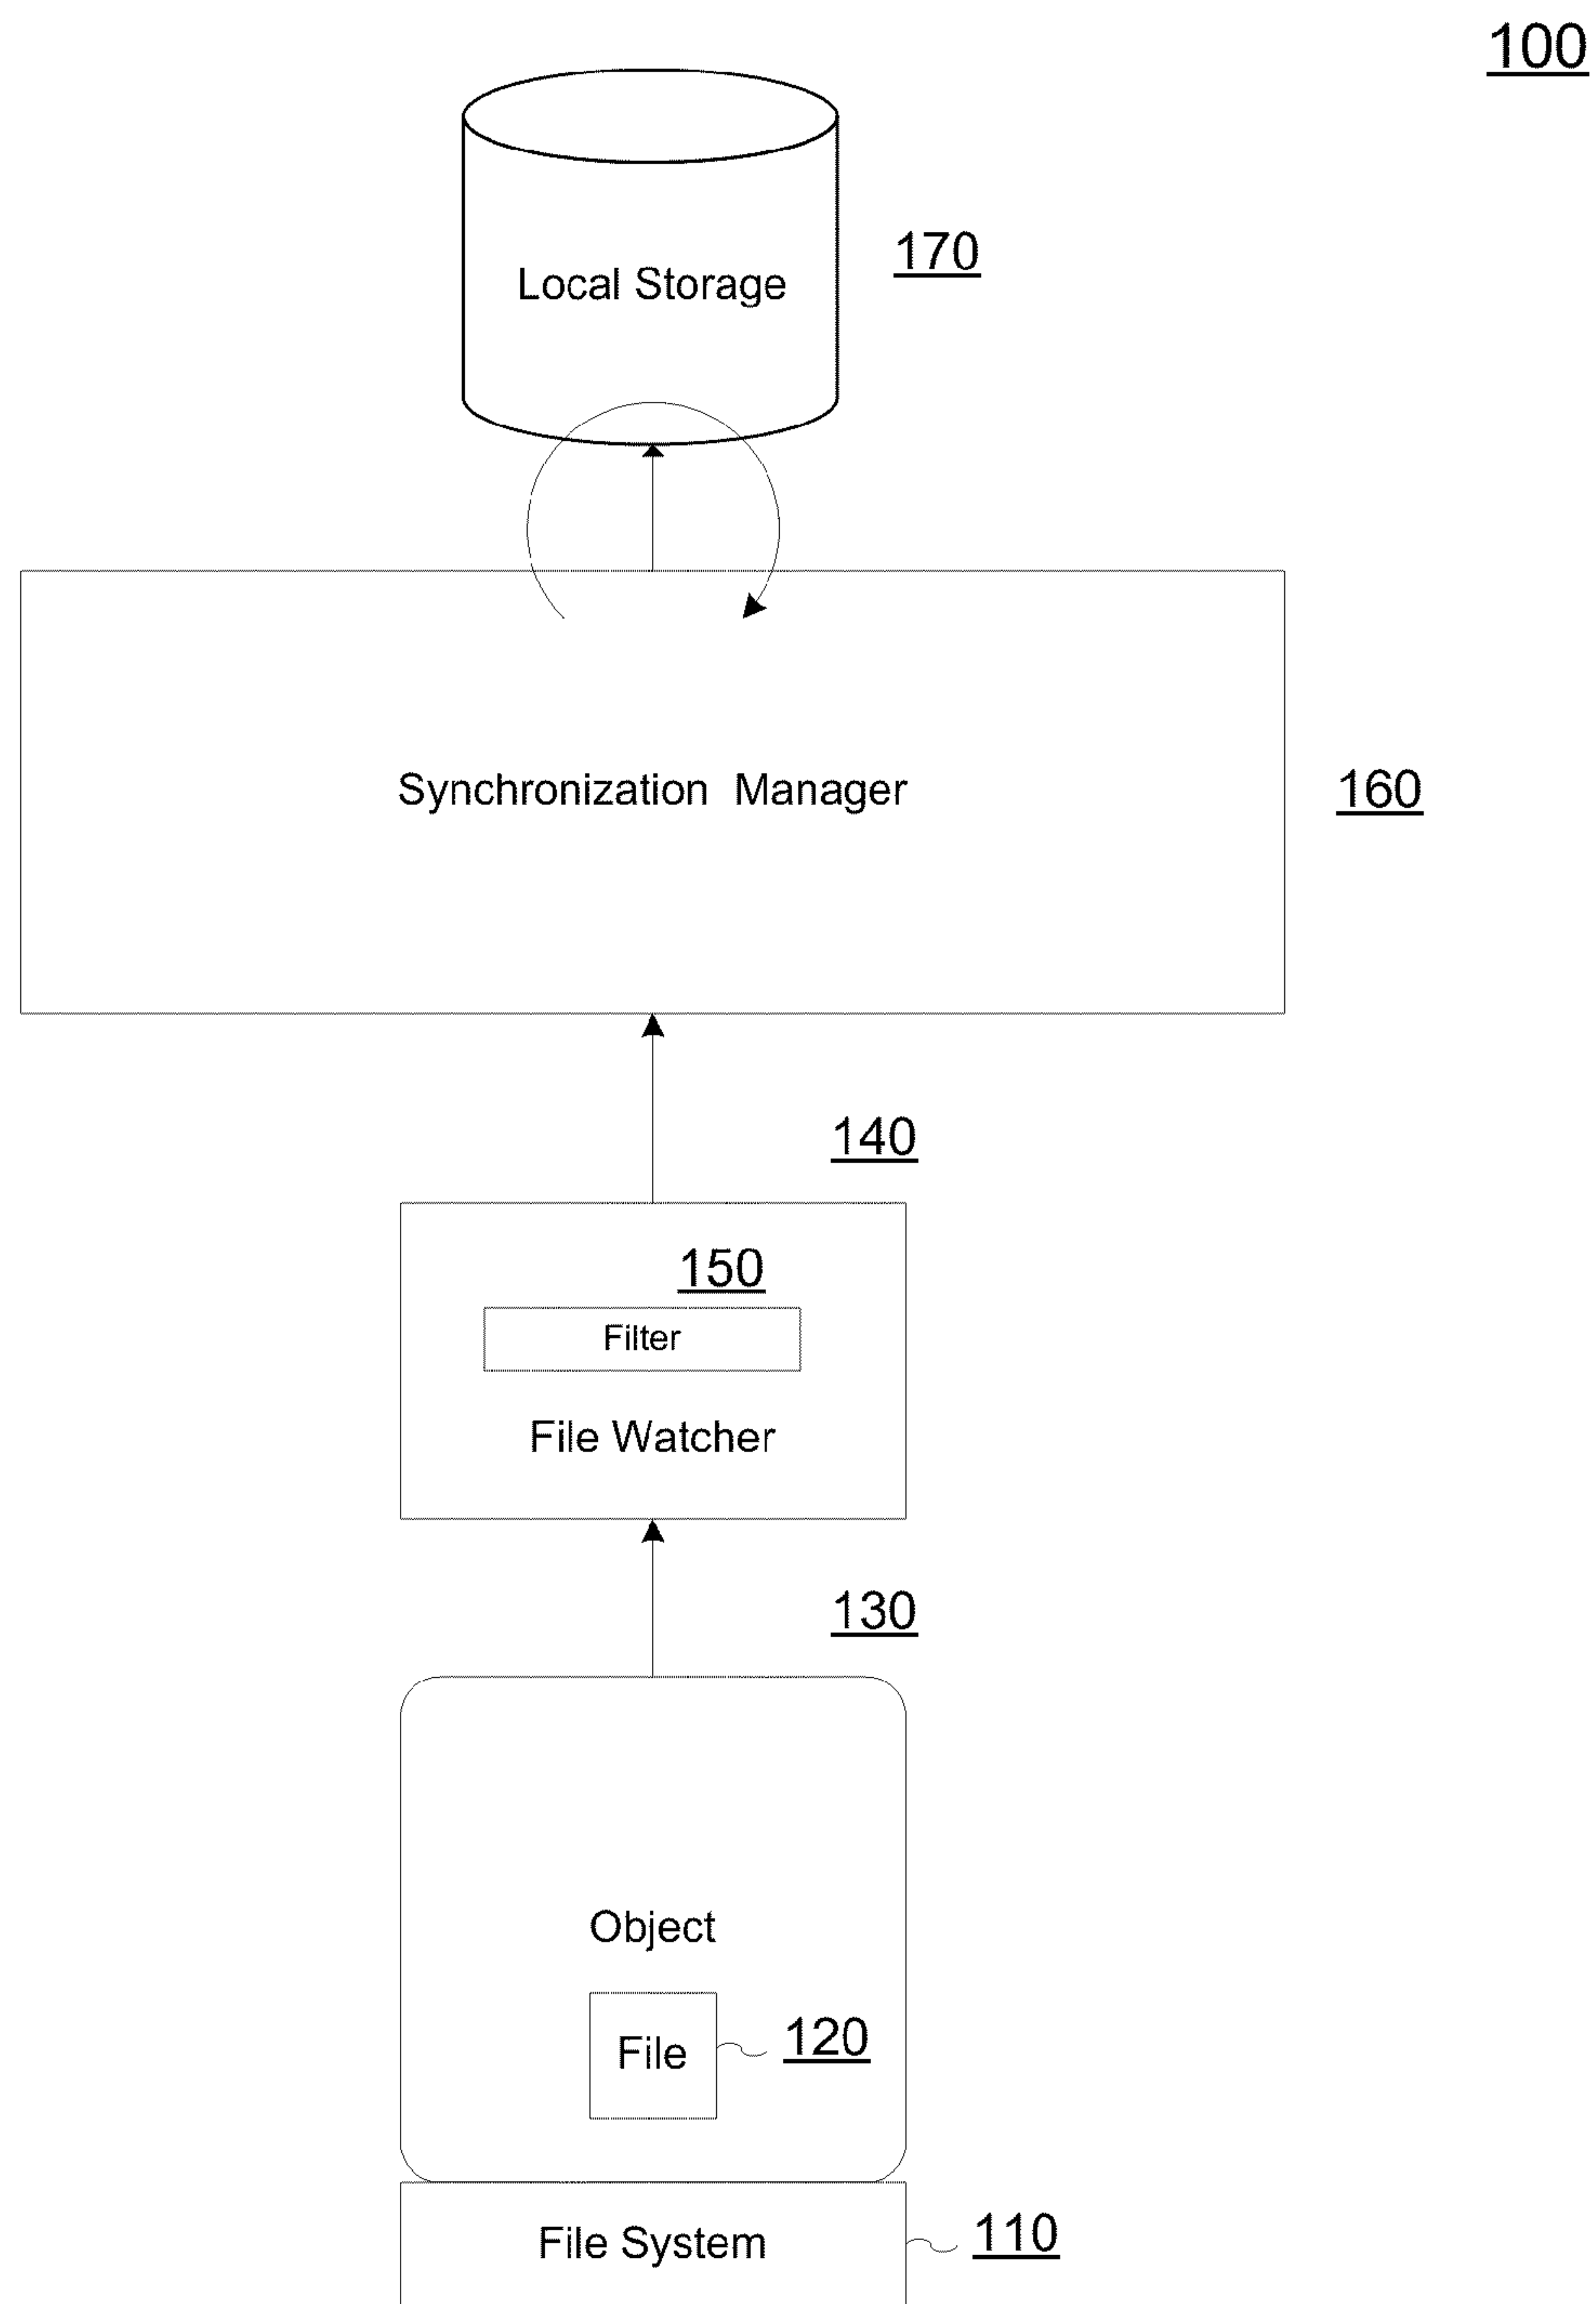 100
170
Local Storage
Synchronization Manager
160
140
150
Filter
File Watcher
130
Object
File
120
File System
110